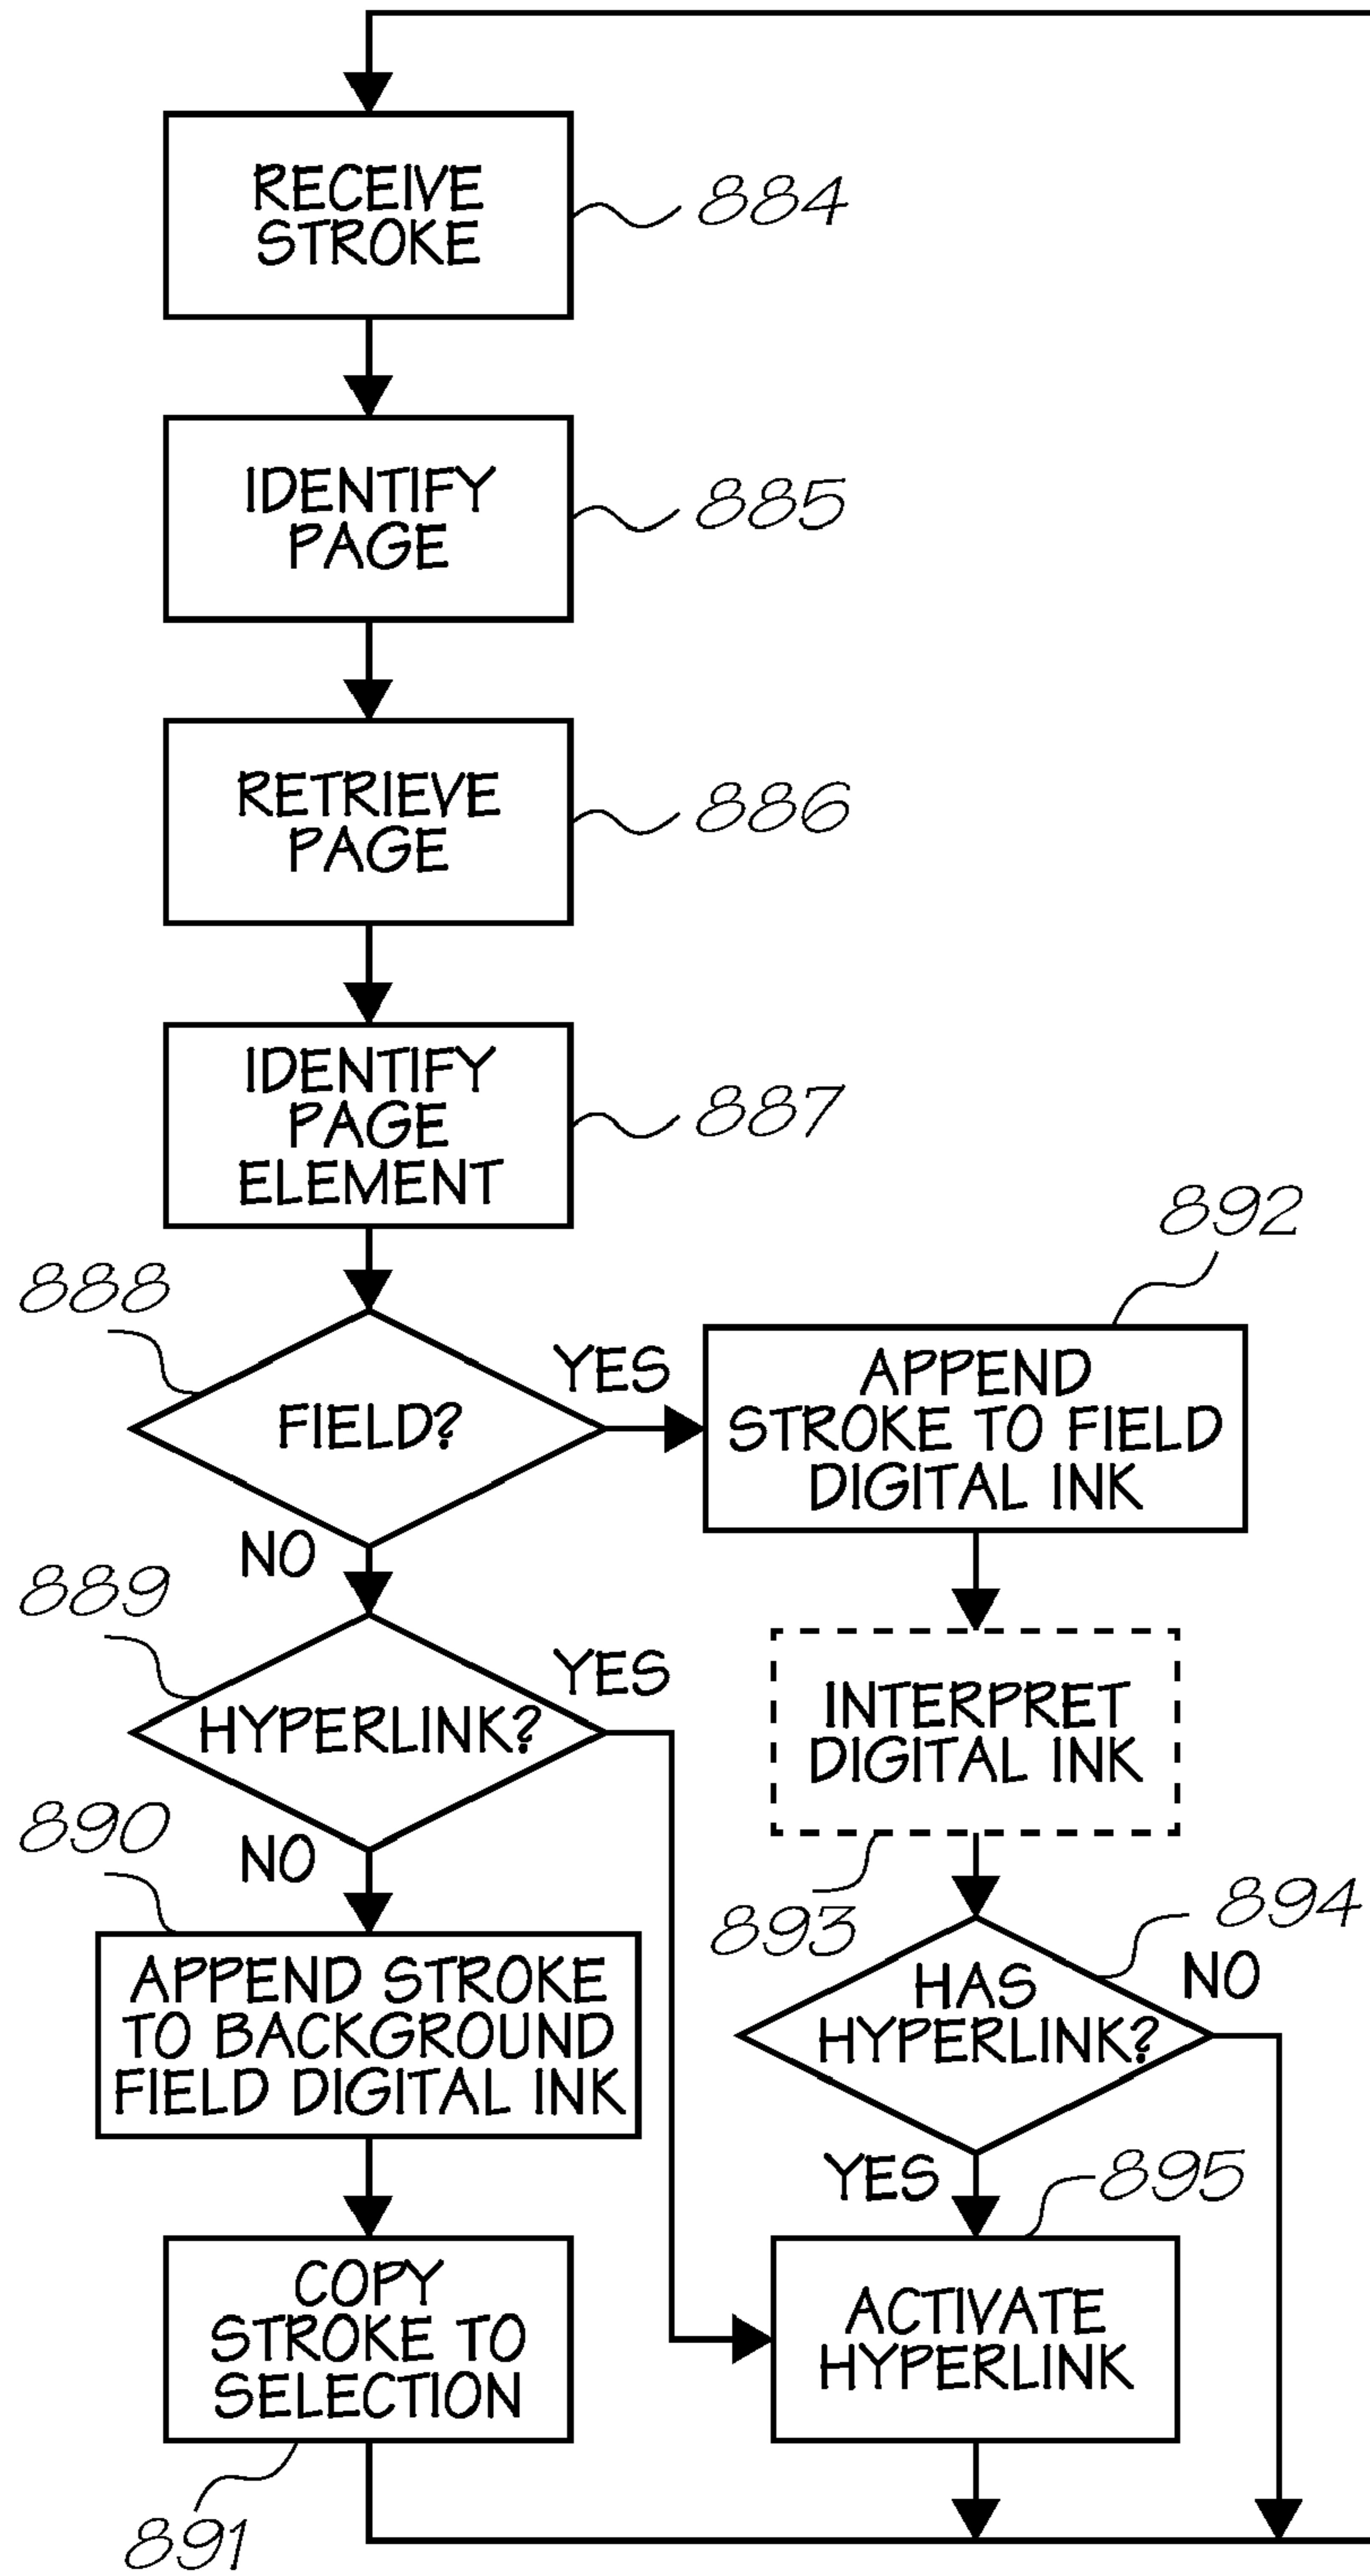 RECEIVE
STROKE
884
IDENTIFY
PAGE
885
RETRIEVE
PAGE
886
IDENTIFY
PAGE
ELEMENT
887
888
FIELD?
YES
NO
892
APPEND
STROKE TO FIELD
DIGITAL INK
889
HYPERLINK?
YES
NO
INTERPRET
DIGITAL INK
893
890
APPEND STROKE
TO BACKGROUND
FIELD DIGITAL INK
894
HAS
HYPERLINK?
NO
YES
895
COPY
STROKE TO
SELECTION
891
ACTIVATE
HYPERLINK